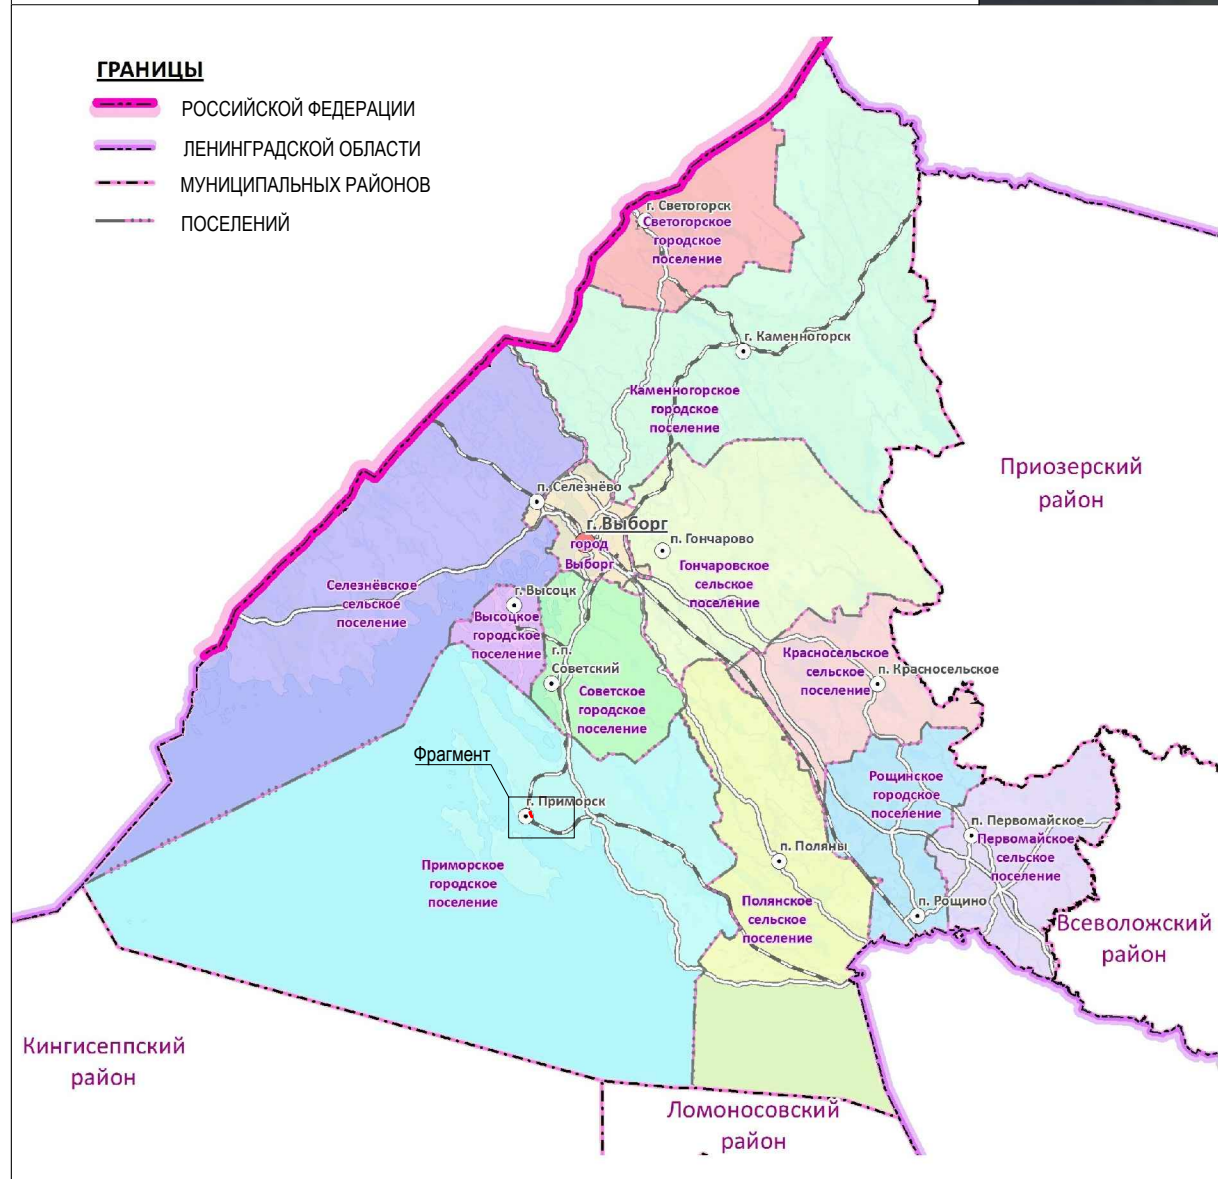 ГРАНИЦЫ
РОССИЙСКОЙ ФЕДЕРАЦИИ
ЛЕНИНГРАДСКОЙ ОБЛАСТИ
МУНИЦИПАЛЬНЫХ РАЙОНОВ
ПОСЕЛЕНИЙ
г. Светогорск
Светогорское
городское
поселение
г. Каменногорск
Каменногорское
городское
поселение
Приозерский
район
п. Селезнёво
г. Выборг
город
Выборг
п. Гончарово
Гончаровское
сельское
поселение
Селезнёвское
сельское
поселение
г. Высоцк
Высоцкое
городское
поселение
г.п.
Советский
Советское
городское
поселение
Красносельское
сельское
поселение
п. Красносельское
Фрагмент
г. Приморск
Приморское
городское
поселение
Рощинское
городское
поселение
п. Первомайское
Первомайское
сельское
поселение
п. Поляны
Полянское
сельское
поселение
п. Рощино
Всеволожский
район
Кингисеппский
район
Ломоносовский
район